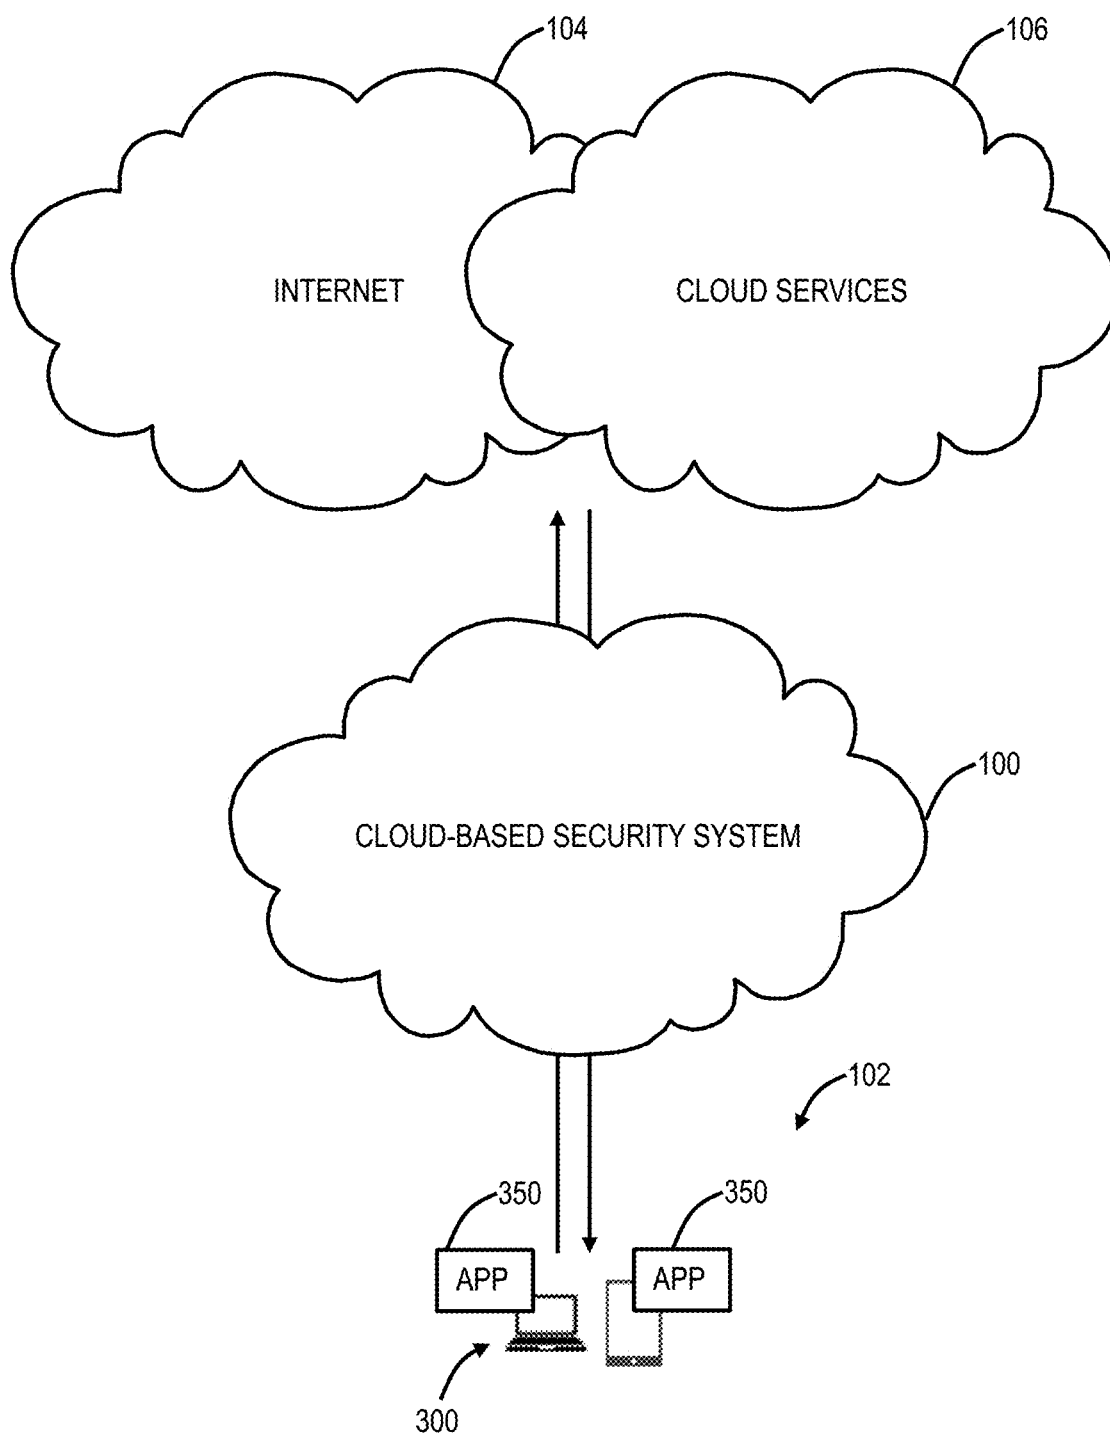 104
106
INTERNET
CLOUD SERVICES
100
CLOUD-BASED SECURITY SYSTEM
102
350
350
APP
APP
300